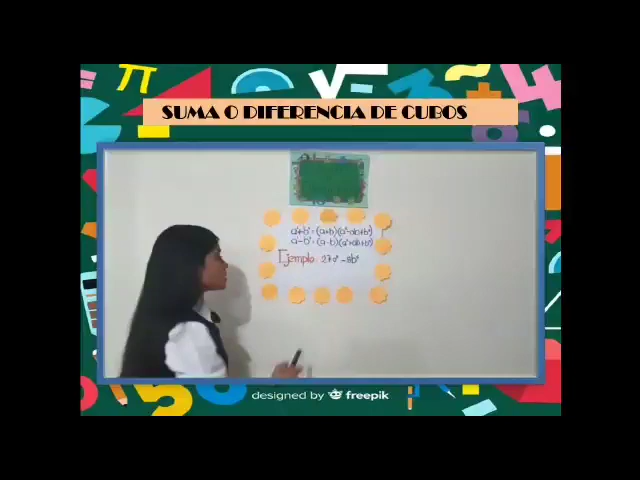 SUMA O DIFERENCIA DE CUBOS
a³+b³=(a+b)(a²-ab+b²)
a³-b³=(a-b)(a²+ab+b²)
Ejemplo: 27a³-8b³
designed by freepik